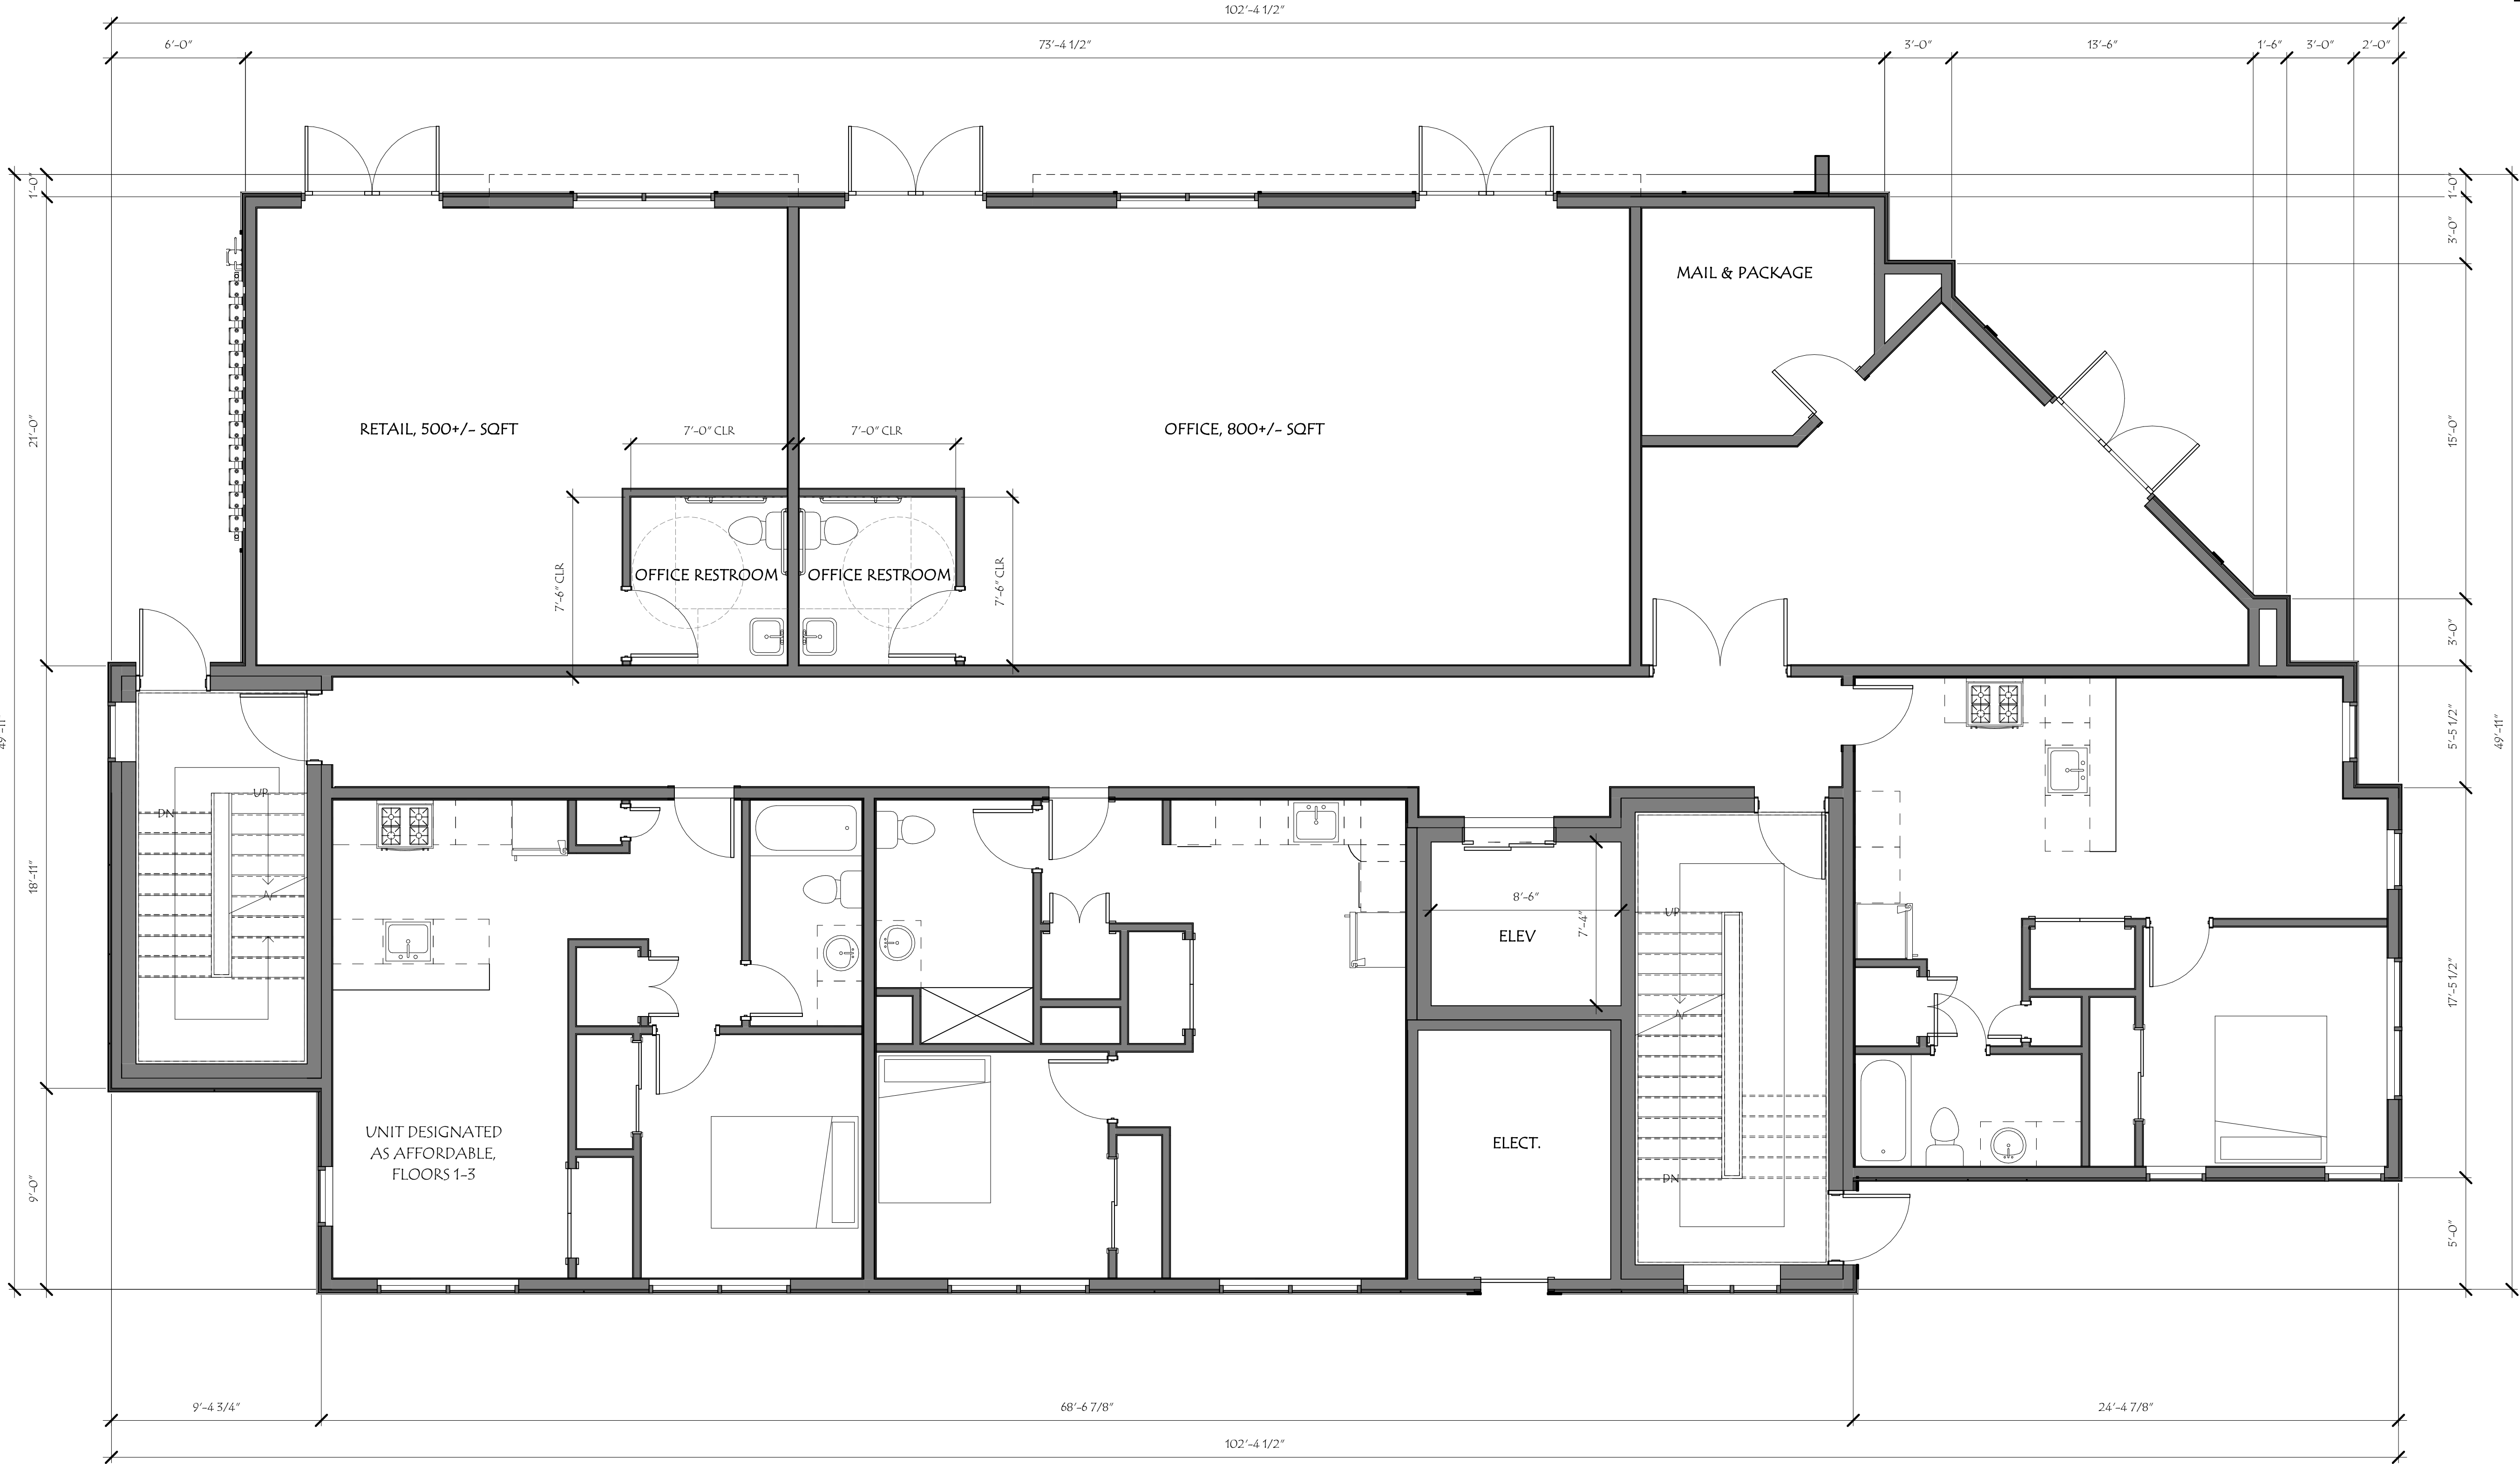 102'-4 1/2"
6'-0"
73'-4 1/2"
3'-0"
13'-6"
1'-6"
3'-0"
2'-0"
1'-0"
1'-0"
3'-0"
MAIL & PACKAGE
21'-0"
RETAIL, 500+/- SQFT
7'-0" CLR
7'-0" CLR
OFFICE, 800+/- SQFT
15'-0"
7'-6" CLR
OFFICE RESTROOM
OFFICE RESTROOM
7'-6" CLR
3'-0"
49'-11"
5'-5 1/2"
49'-11"
UP
DN
18'-11"
8'-6"
7'-4"
ELEV
UP
17'-5 1/2"
UNIT DESIGNATED
AS AFFORDABLE,
FLOORS 1-3
ELECT.
DN
9'-0"
5'-0"
9'-4 3/4"
68'-6 7/8"
24'-4 7/8"
102'-4 1/2"